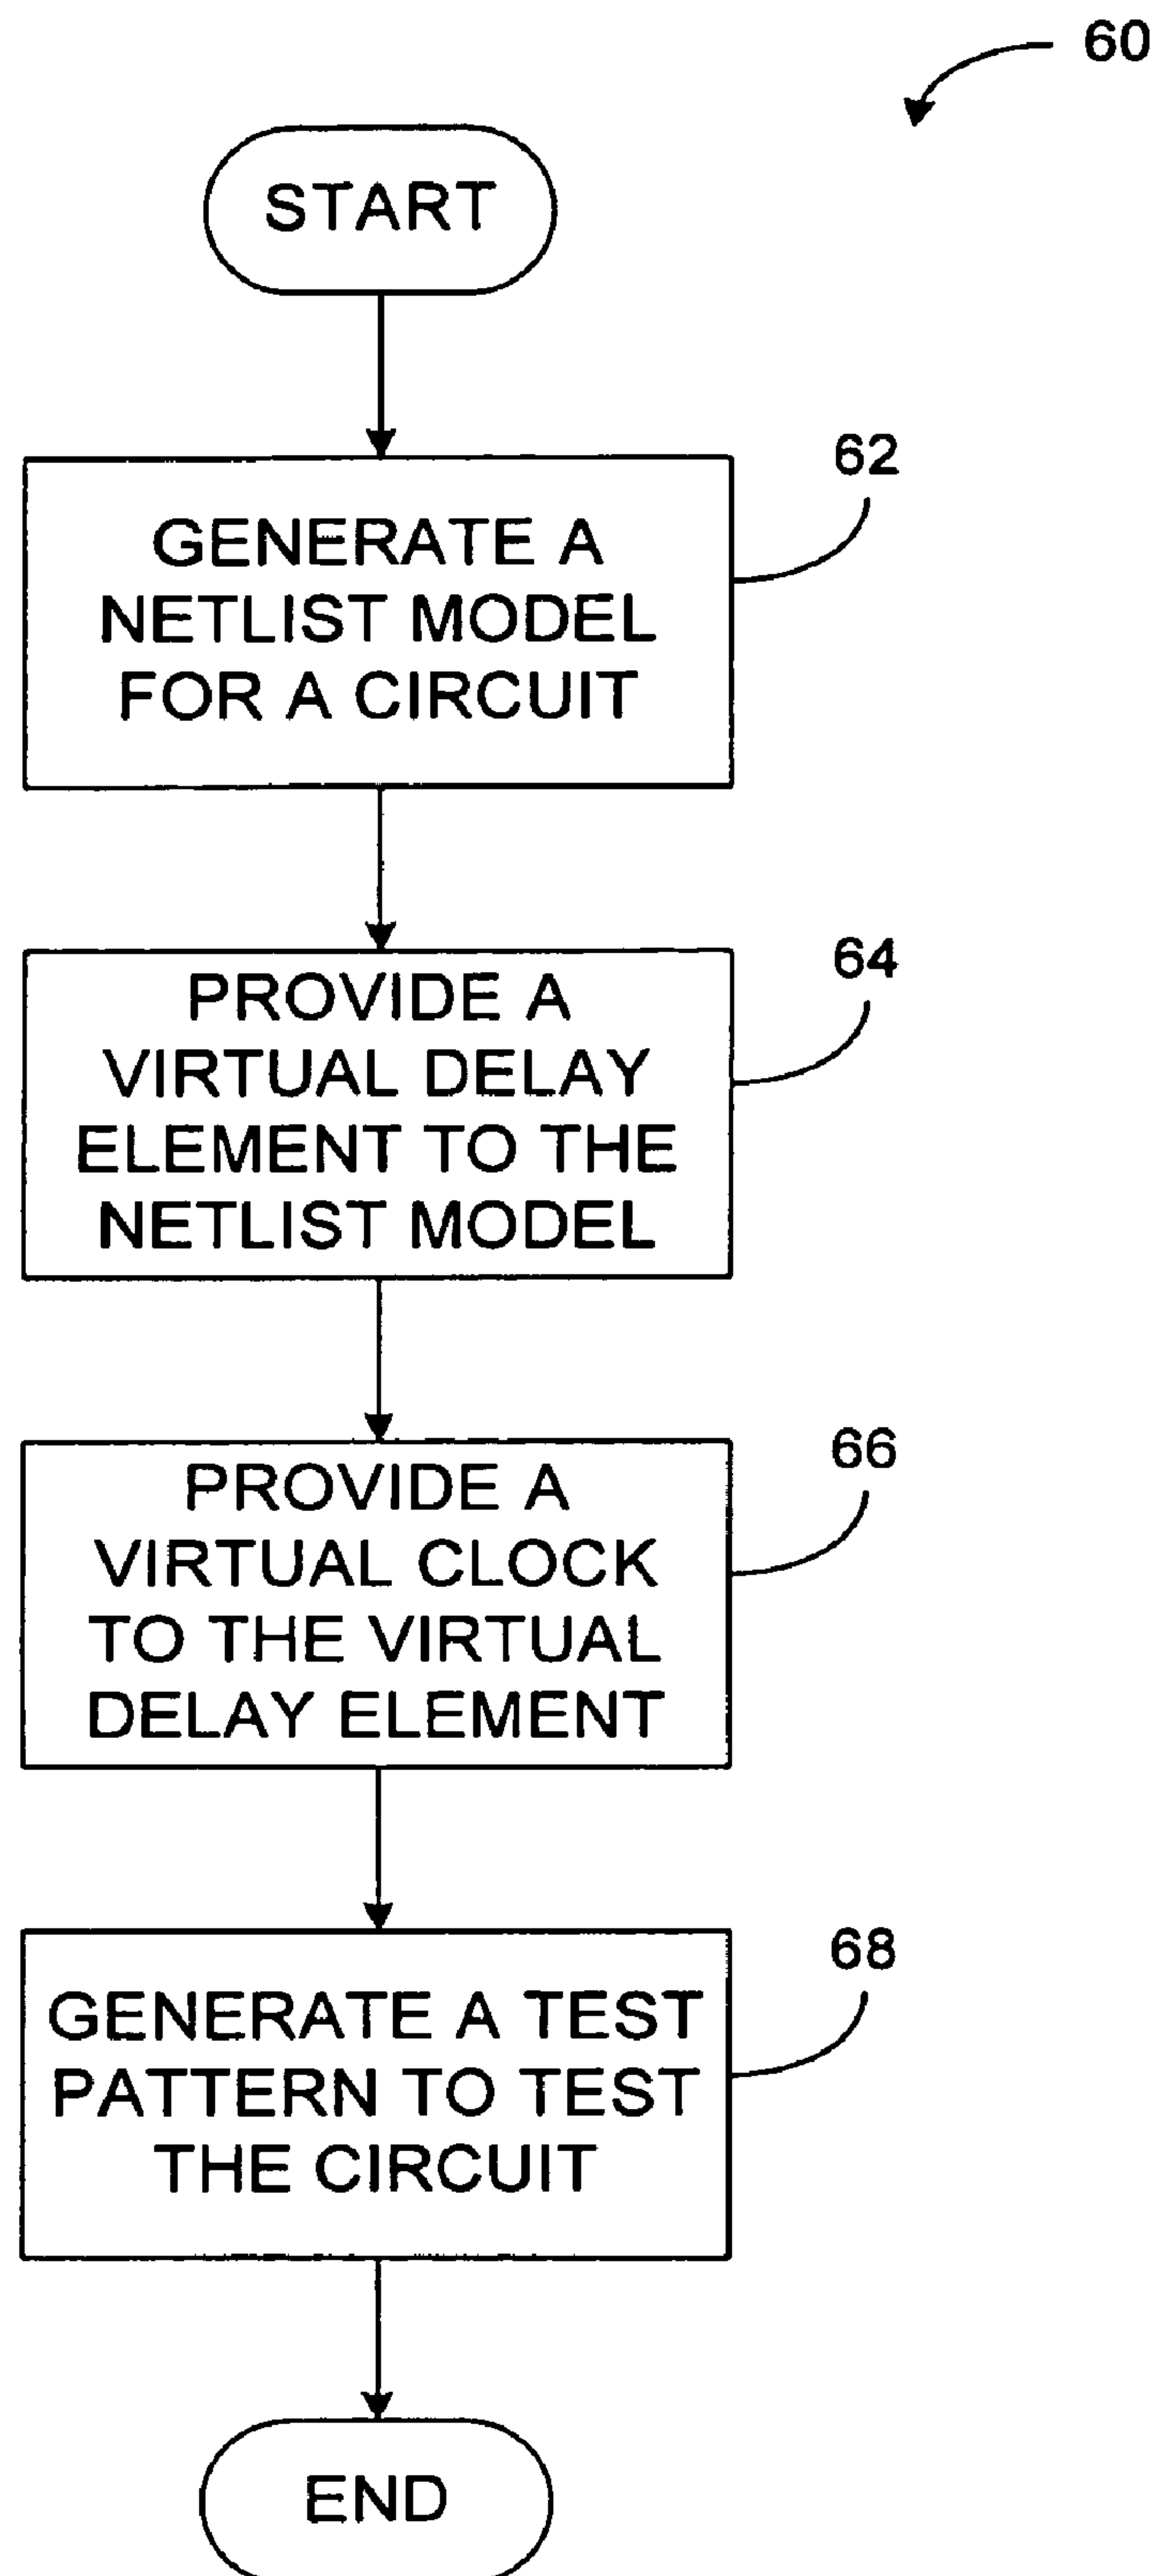 60
START
62
GENERATE A
NETLIST MODEL
FOR A CIRCUIT
64
PROVIDE A
VIRTUAL DELAY
ELEMENT TO THE
NETLIST MODEL
66
PROVIDE A
VIRTUAL CLOCK
TO THE VIRTUAL
DELAY ELEMENT
68
GENERATE A TEST
PATTERN TO TEST
THE CIRCUIT
END